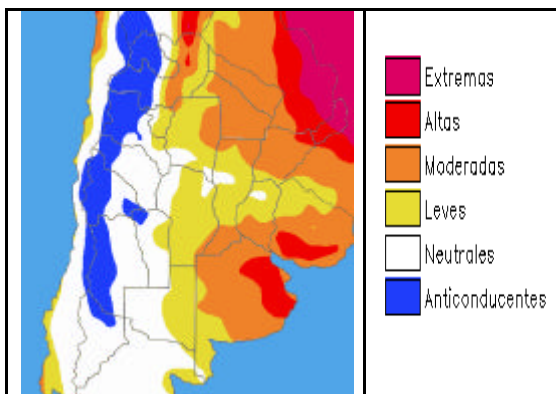 Extremas
Altas
Moderadas
Leves
Neutrales
Anticonducentes